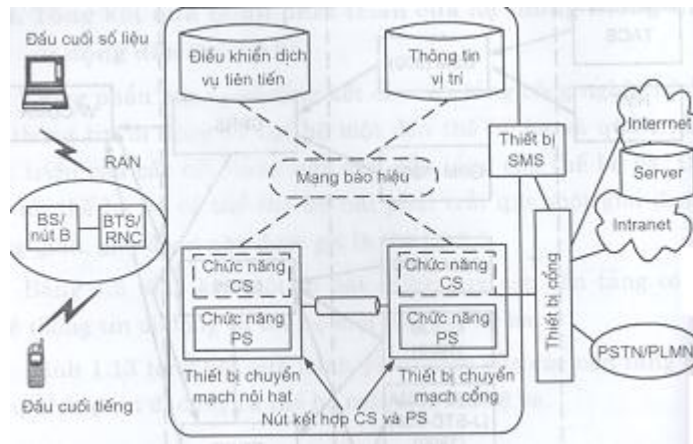 Đầu cuối số liệu
Điều khiển dịch
vụ tiên tiến
Thông tin
vị trí
RAN
BS/
nút B
BTS/
RNC
Mạng báo hiệu
Thiết bị
SMS
Interrnet
Server
Intranet
Chức năng
CS
Chức năng
PS
Chức năng
CS
Chức năng
PS
Thiết bị cổng
PSTN/PLMN
Thiết bị chuyển
mạch nội hạt
Thiết bị chuyển
mạch cổng
Đầu cuối tiếng
Nút kết hợp CS và PS